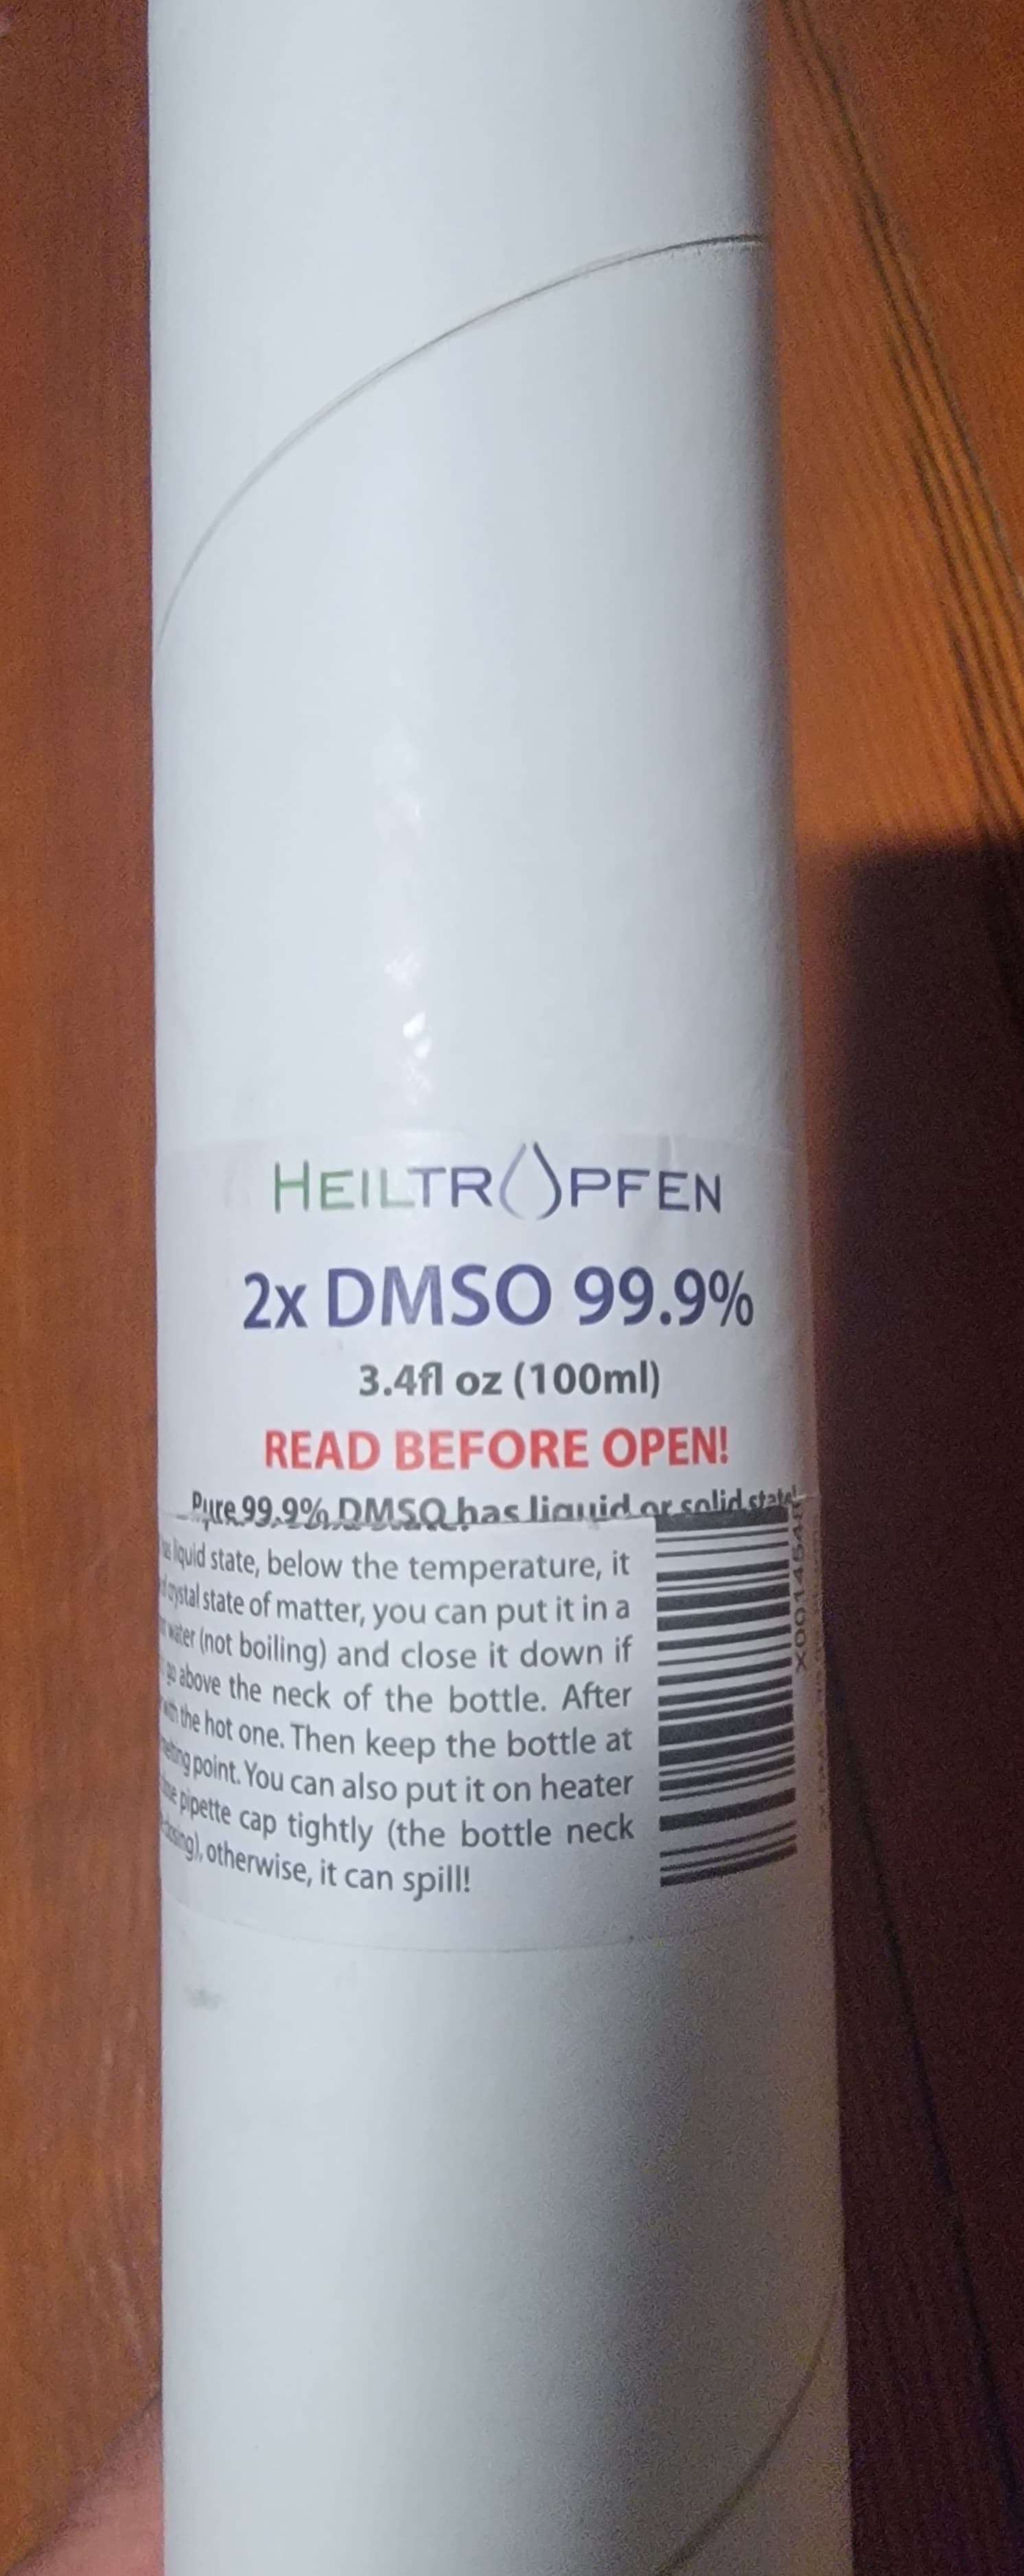 HEILTROPFEN
2x DMSO 99.9%
3.4fl oz (100ml)
READ BEFORE OPEN!
Pure 99.9% DMSO has liquid or solid state!
liquid state, below the temperature, it
crystal state of matter, you can put it in a
water (not boiling) and close it down if
go above the neck of the bottle. After
the hot one. Then keep the bottle at
point. You can also put it on heater
pipette cap tightly (the bottle neck
otherwise, it can spill!